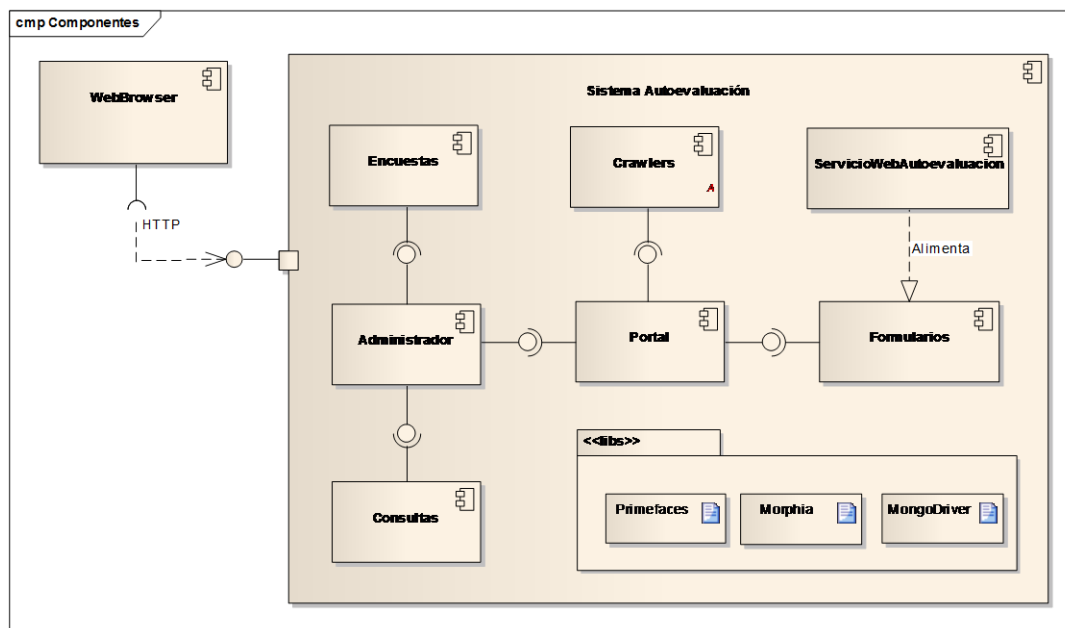 cmp Componentes
WebBrowser
HTTP
Sistema Autoevaluación
Encuestas
Crawlers
A
ServicioWebAutoevaluacion
Alimenta
Administrador
Portal
Formularios
Consultas
<<libs>>
Primefaces
Morphia
MongoDriver